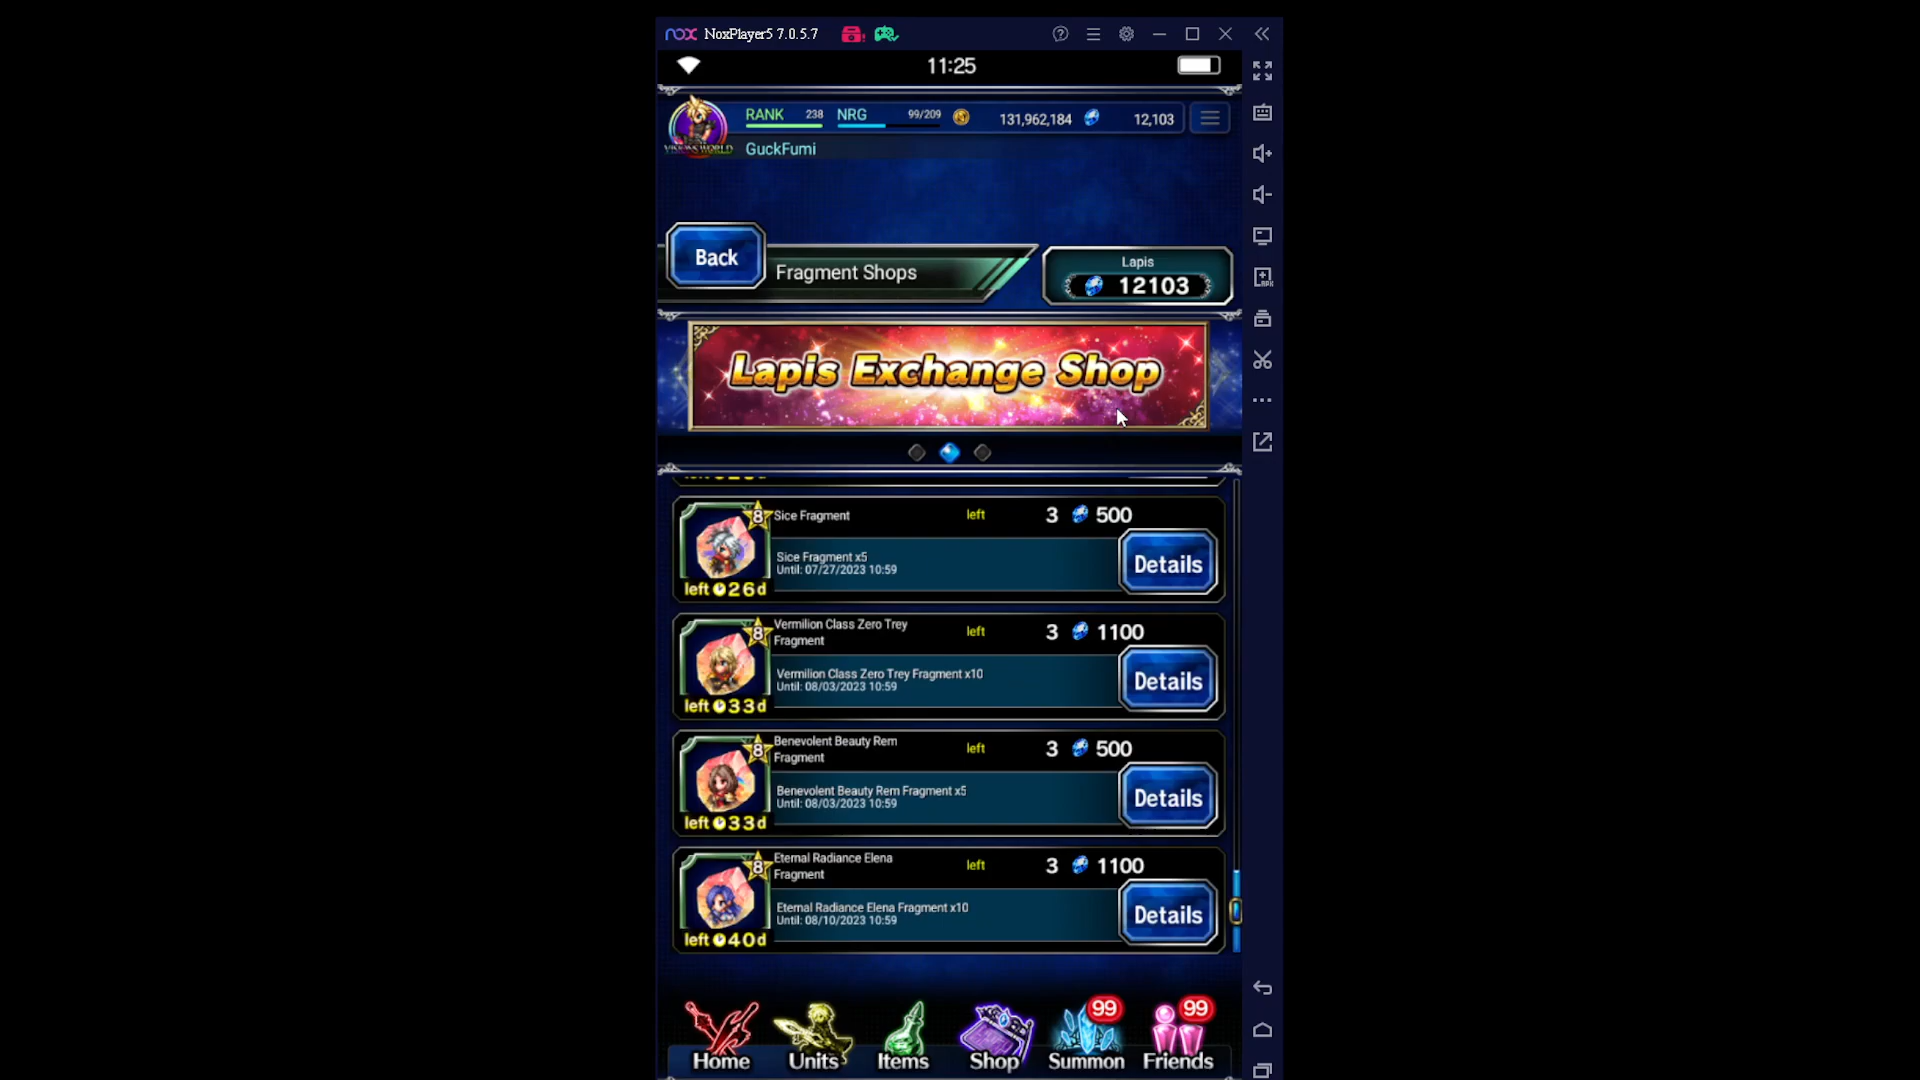 nox NoxPlayer5 7.0.5.7
11:25
RANK 238 NRG 99/209 131,962,184 12,103
GuckFumi
Back
Fragment Shops
Lapis
12103
Lapis Exchange Shop
8 Sice Fragment left 3 500
Sice Fragment x5
Until: 07/27/2023 10:59
Details
left 26d
8 Vermilion Class Zero Trey
Fragment
left 3 1100
Vermilion Class Zero Trey Fragment x10
Until: 08/03/2023 10:59
Details
left 33d
8 Benevolent Beauty Rem
Fragment
left 3 500
Benevolent Beauty Rem Fragment x5
Until: 08/03/2023 10:59
Details
left 33d
8 Eternal Radiance Elena
Fragment
left 3 1100
Eternal Radiance Elena Fragment x10
Until: 08/10/2023 10:59
Details
left 40d
99 99
Home Units Items Shop Summon Friends